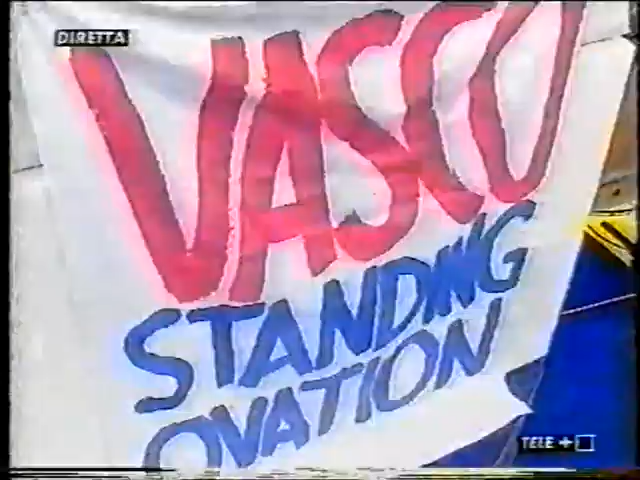 DIRETTA
VASCO
STANDING
OVATION
TELE +